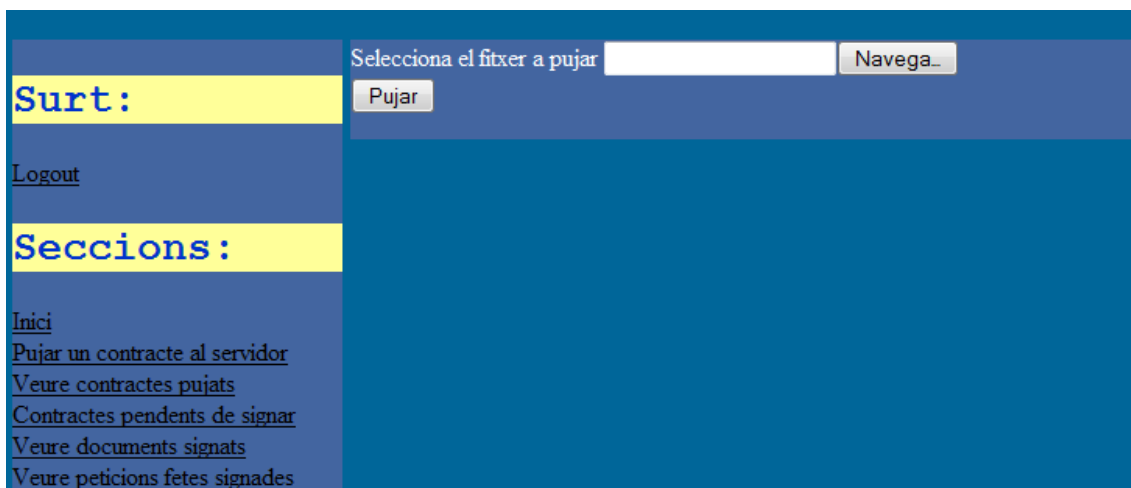 Surt:
Logout
Seccions:
Inici
Pujar un contracte al servidor
Veure contractes pujats
Contractes pendents de signar
Veure documents signats
Veure peticions fetes signades
Selecciona el fitxer a pujar Navega...
Pujar